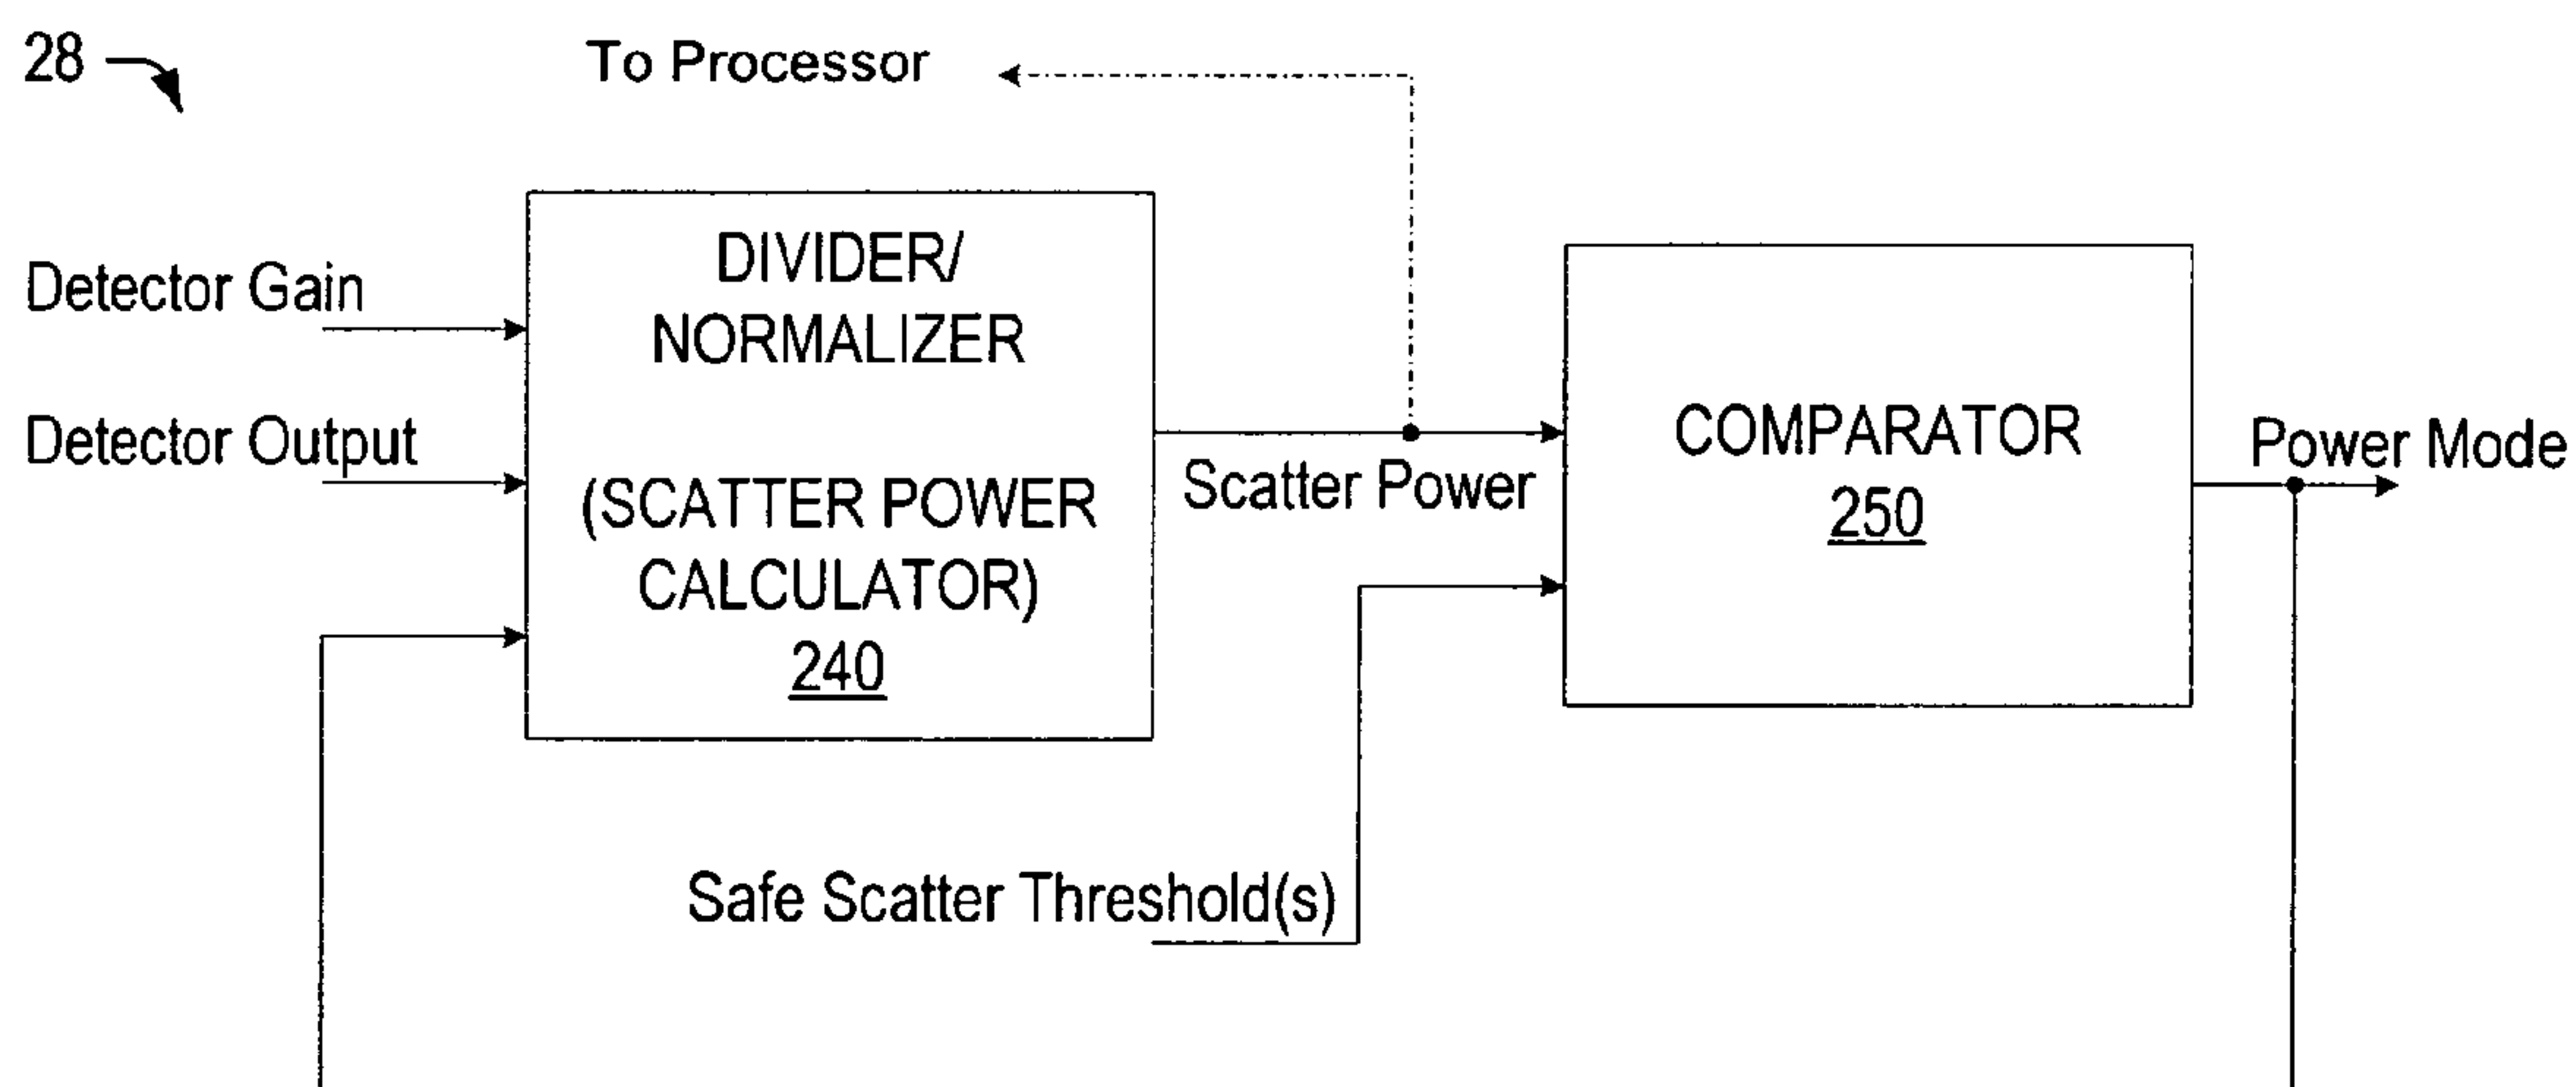 28
To Processor
Detector Gain
Detector Output
DIVIDER/
NORMALIZER
(SCATTER POWER
CALCULATOR)
240
Scatter Power
COMPARATOR
250
Power Mode
Safe Scatter Threshold(s)